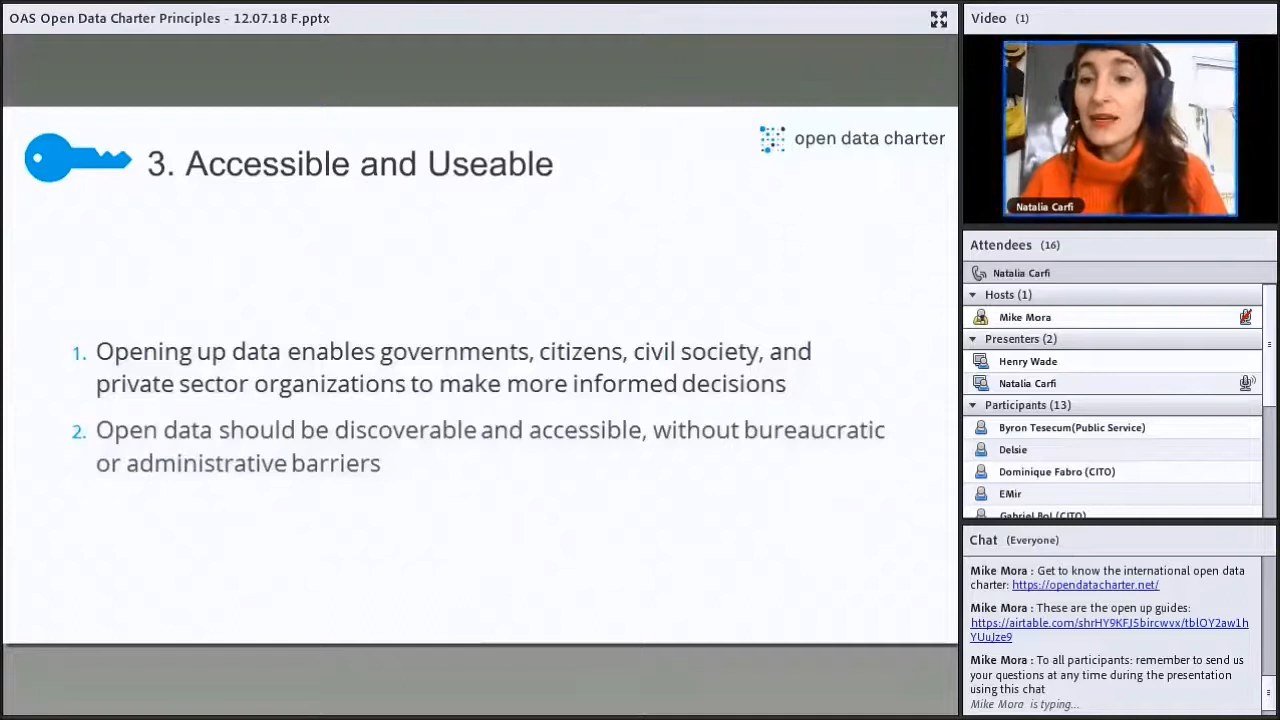 OAS Open Data Charter Principles - 12.07.18 F.pptx
open data charter
3. Accessible and Useable
1. Opening up data enables governments, citizens, civil society, and
private sector organizations to make more informed decisions
2. Open data should be discoverable and accessible, without bureaucratic
or administrative barriers
Video (1)
Natalia Carfi
Attendees (16)
Natalia Carfi
Hosts (1)
Mike Mora
Presenters (2)
Henry Wade
Natalia Carfi
Participants (13)
Byron Tesecum(Public Service)
Delsie
Dominique Fabro (CITO)
EMir
Gabriel Bol (CITO)
Chat (Everyone)
Mike Mora : Get to know the international open data
charter: https://opendatacharter.net/
Mike Mora : These are the open up guides:
https://airtable.com/shrHY9KFJ5bircwvx/tblOY2aw1h
YUuJze9
Mike Mora : To all participants: remember to send us
your questions at any time during the presentation
using this chat
Mike Mora is typing...